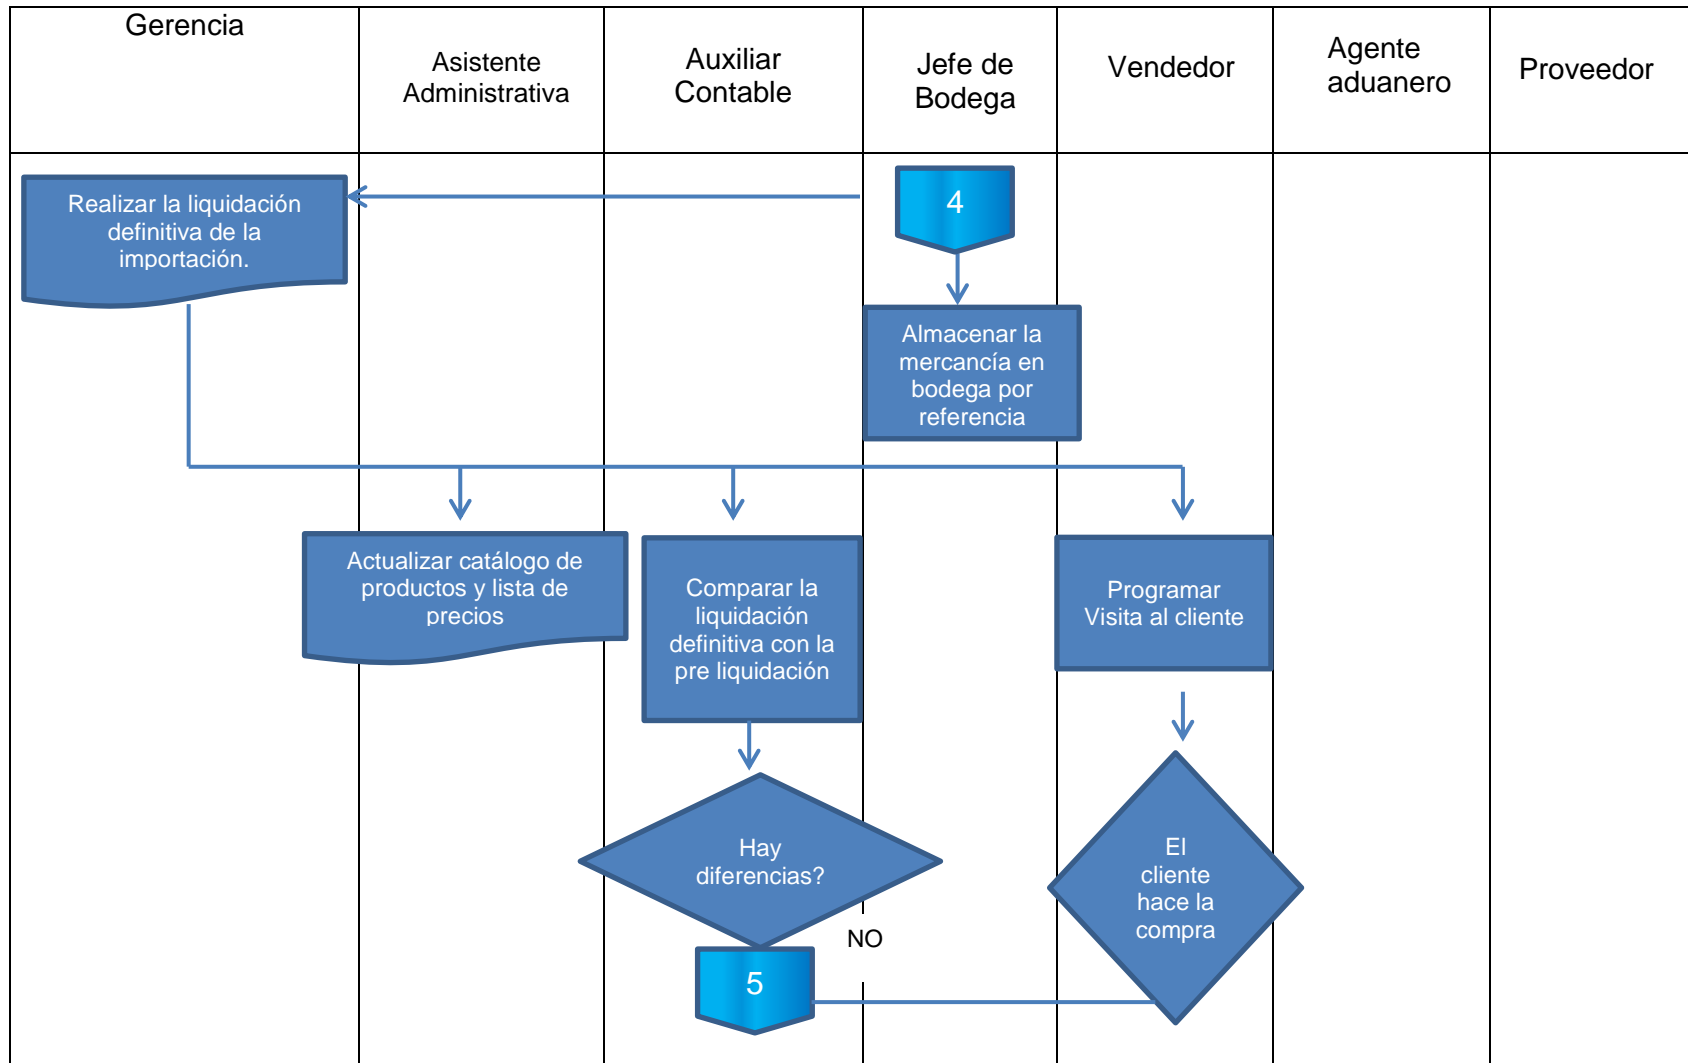 Gerencia
Asistente
Administrativa
Auxiliar
Contable
Jefe de
Bodega
Vendedor
Agente
aduanero
Proveedor
Realizar la liquidación
definitiva de la
importación.
4
Almacenar la
mercancía en
bodega por
referencia
Actualizar catálogo de
productos y lista de
precios
Comparar la
liquidación
definitiva con la
pre liquidación
Programar
Visita al cliente
Hay
diferencias?
El
cliente
hace la
compra
NO
5